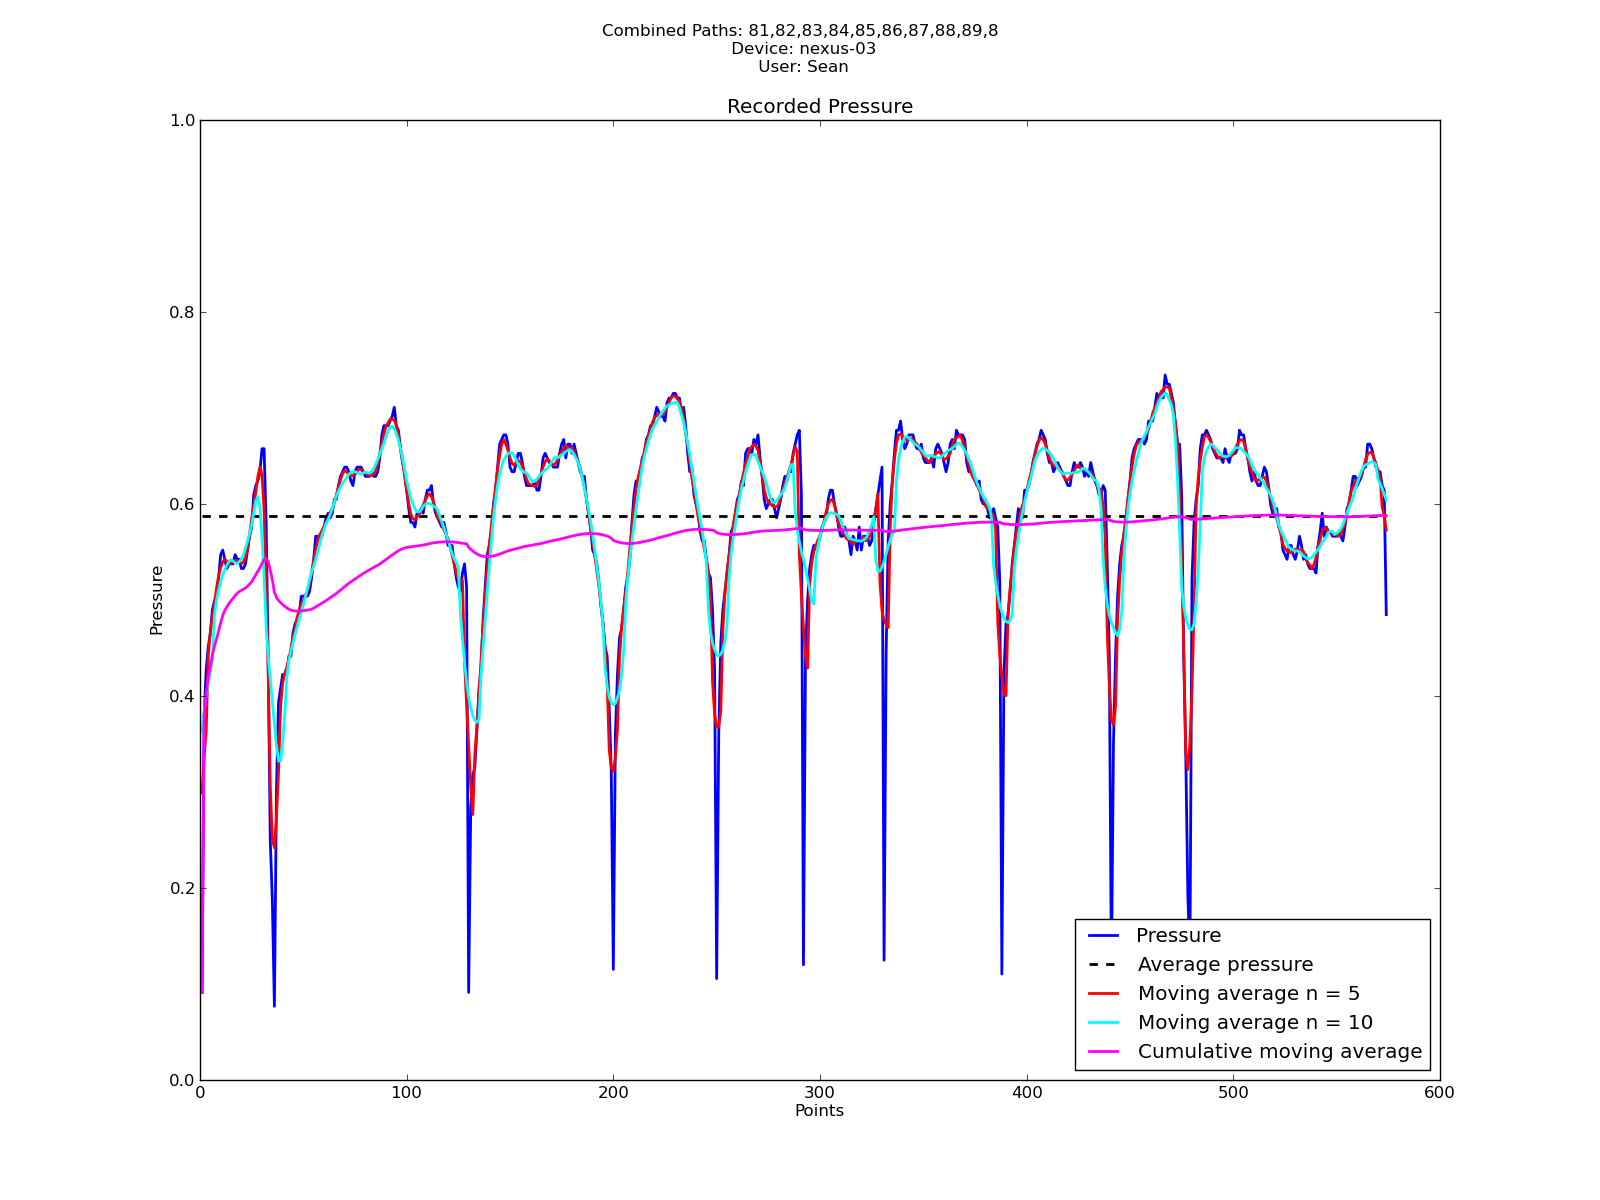 Combined Paths: 81,82,83,84,85,86,87,88,89,8
Device: nexus-03
User: Sean
Recorded Pressure
1.0
0.8
0.6
0.4
0.2
0.0
Pressure
0 100 200 300 400 500 600
Points
Pressure
Average pressure
Moving average n = 5
Moving average n = 10
Cumulative moving average